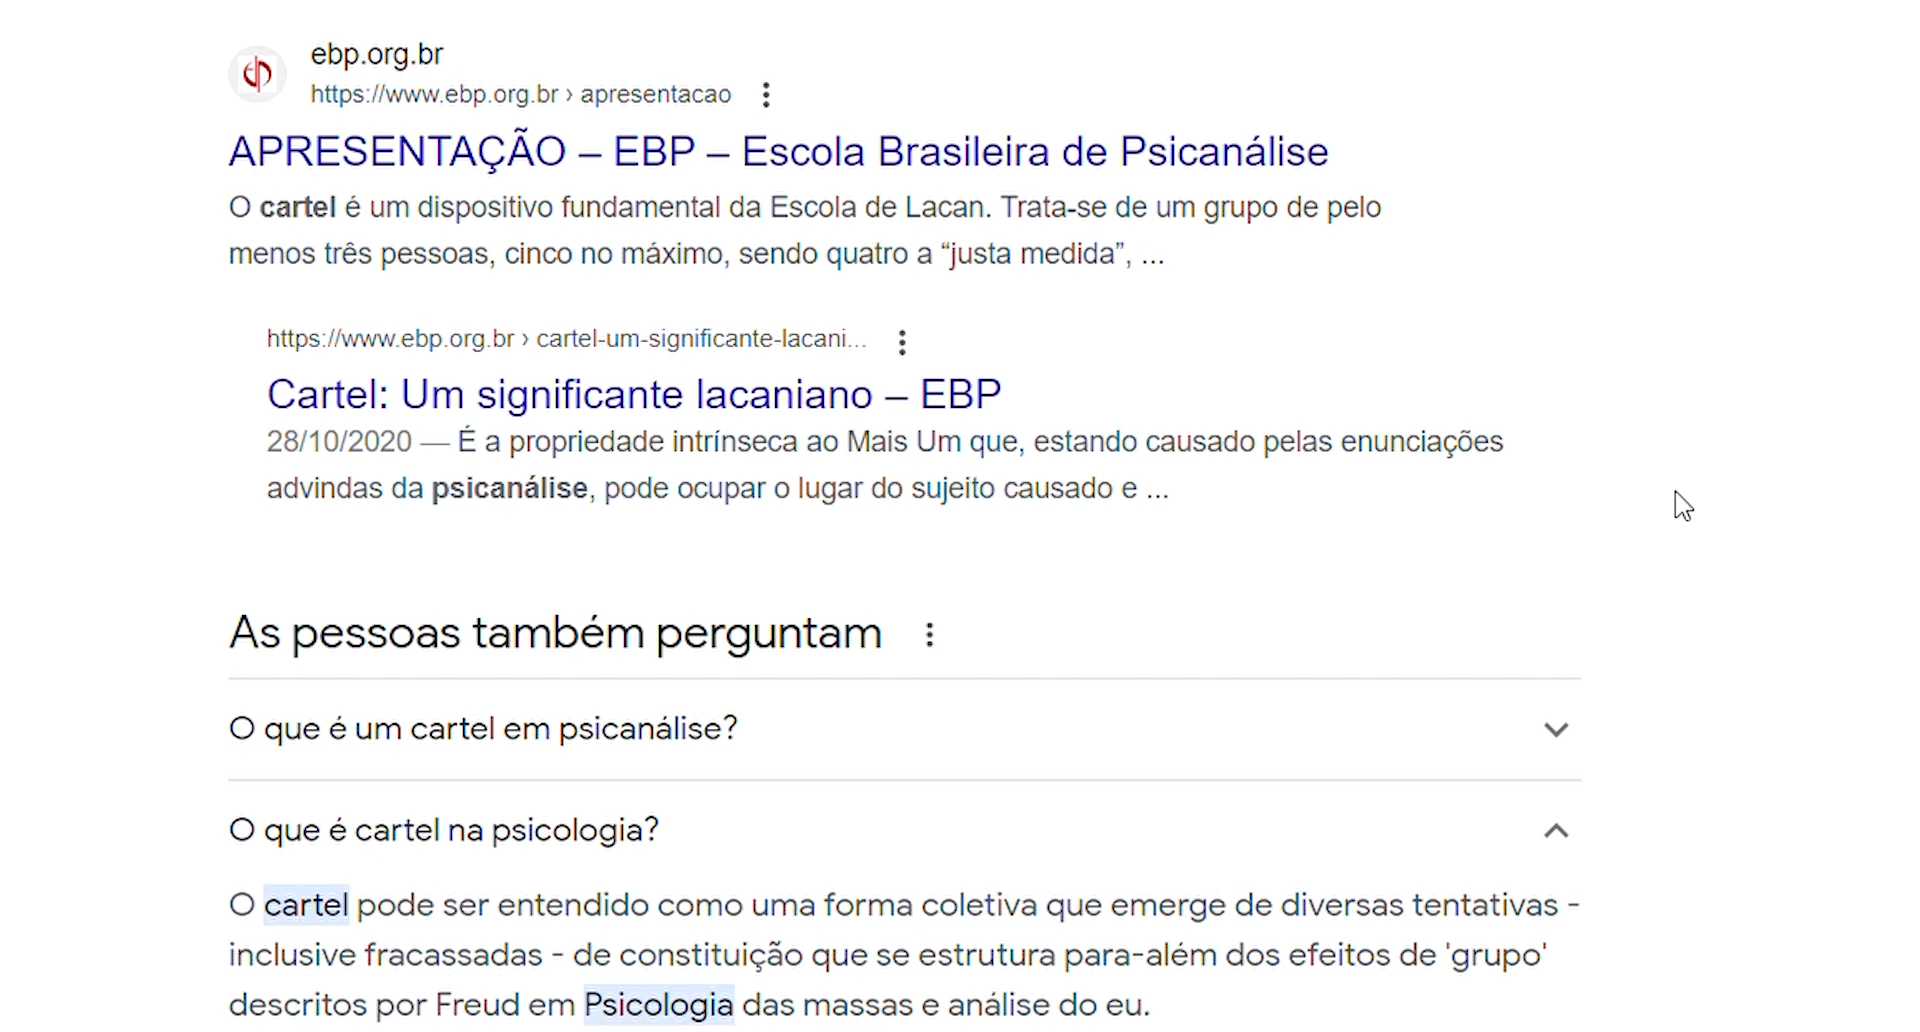 ebp.org.br
https://www.ebp.org.br › apresentacao
APRESENTAÇÃO – EBP – Escola Brasileira de Psicanálise
O cartel é um dispositivo fundamental da Escola de Lacan. Trata-se de um grupo de pelo
menos três pessoas, cinco no máximo, sendo quatro a “justa medida”, ...
https://www.ebp.org.br › cartel-um-significante-lacani...
Cartel: Um significante lacaniano – EBP
28/10/2020 — É a propriedade intrínseca ao Mais Um que, estando causado pelas enunciações
advindas da psicanálise, pode ocupar o lugar do sujeito causado e ...
As pessoas também perguntam
O que é um cartel em psicanálise?
O que é cartel na psicologia?
O cartel pode ser entendido como uma forma coletiva que emerge de diversas tentativas -
inclusive fracassadas - de constituição que se estrutura para-além dos efeitos de 'grupo'
descritos por Freud em Psicologia das massas e análise do eu.